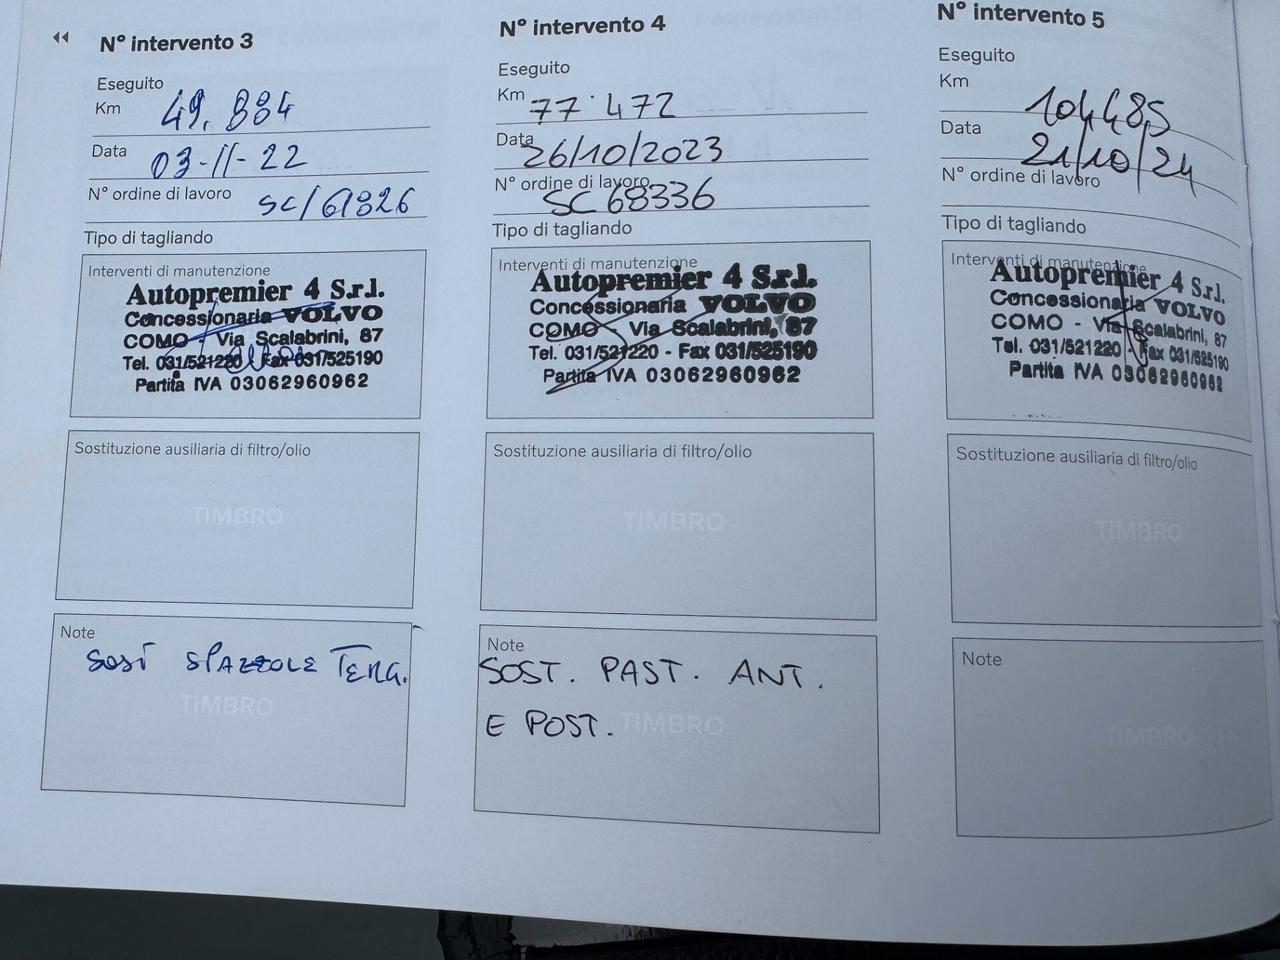 N° intervento 3
Eseguito
Km 49.884
Data 03-11-22
N° ordine di lavoro SC/61826
Tipo di tagliando
Interventi di manutenzione
Autopremier 4 S.r.l.
Concessionaria VOLVO
COMO - Via Scalabrini, 87
Tel. 031/521220 - Fax 031/525190
Partita IVA 03062960962
Sostituzione ausiliaria di filtro/olio
TIMBRO
Note
SOST SPAZZOLE TERG.
TIMBRO
N° intervento 4
Eseguito
Km 77.472
Data 26/10/2023
N° ordine di lavoro SC 68336
Tipo di tagliando
Interventi di manutenzione
Autopremier 4 S.r.l.
Concessionaria VOLVO
COMO - Via Scalabrini, 87
Tel. 031/521220 - Fax 031/525190
Partita IVA 03062960962
Sostituzione ausiliaria di filtro/olio
TIMBRO
Note
SOST. PAST. ANT.
E POST.
TIMBRO
N° intervento 5
Eseguito
Km 104485
Data 21/10/24
N° ordine di lavoro
Tipo di tagliando
Interventi di manutenzione
Autopremier 4 S.r.l.
Concessionaria VOLVO
COMO - Via Scalabrini, 87
Tel. 031/521220 - Fax 031/525190
Partita IVA 03062960962
Sostituzione ausiliaria di filtro/olio
TIMBRO
Note
TIMBRO